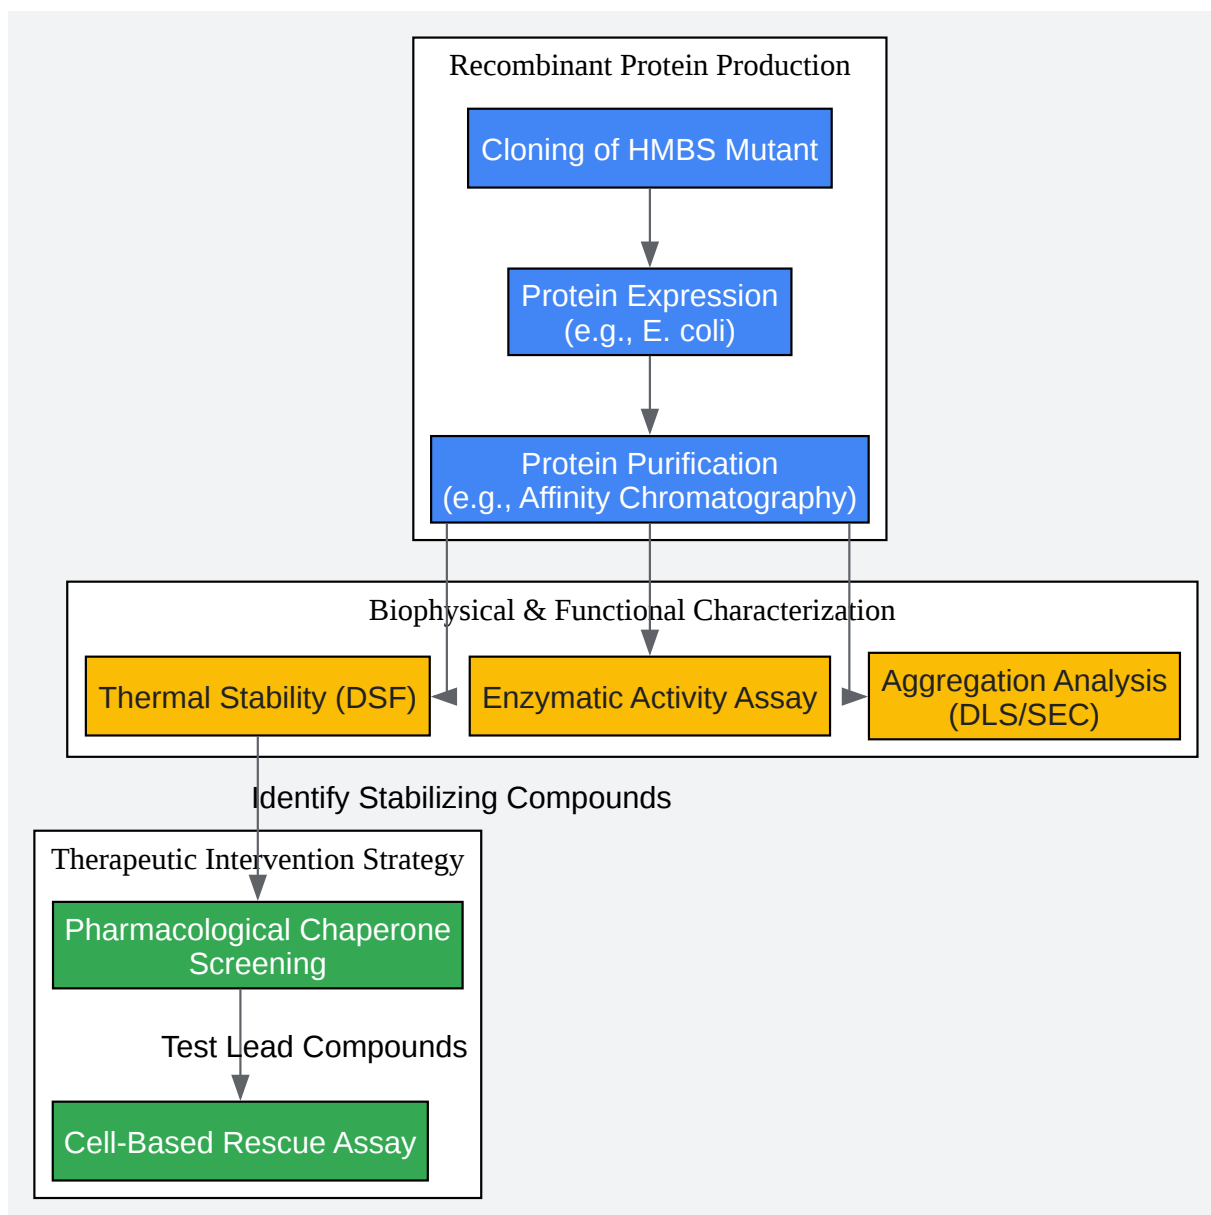 Recombinant Protein Production
Cloning of HMBS Mutant
Protein Expression
(e.g., E. coli)
Protein Purification
(e.g., Affinity Chromatography)
Biophysical & Functional Characterization
Thermal Stability (DSF)
Enzymatic Activity Assay
Aggregation Analysis
(DLS/SEC)
Identify Stabilizing Compounds
Therapeutic Intervention Strategy
Pharmacological Chaperone
Screening
Test Lead Compounds
Cell-Based Rescue Assay